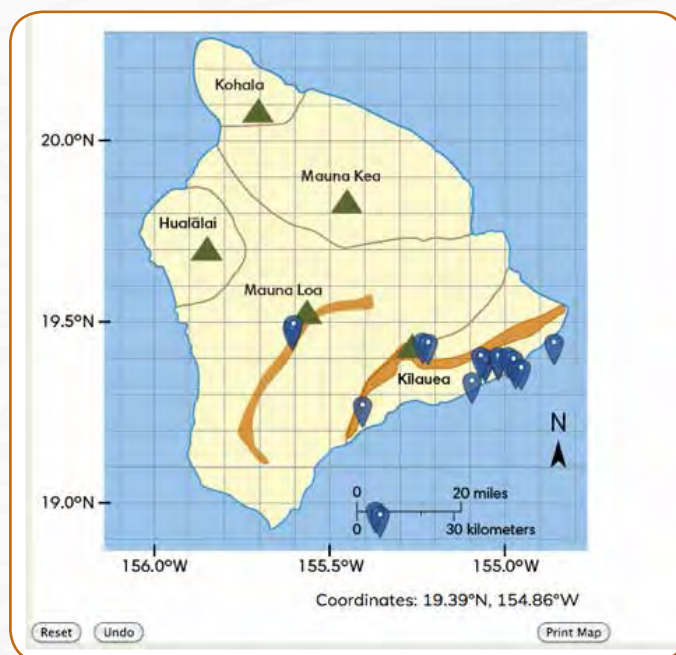 Kohala
20.0°N
Mauna Kea
Hualālai
Mauna Loa
19.5°N
Kilauea
N
0 20 miles
19.0°N
0 30 kilometers
156.0°W 155.5°W 155.0°W
Coordinates: 19.39°N, 154.86°W
Reset Undo Print Map